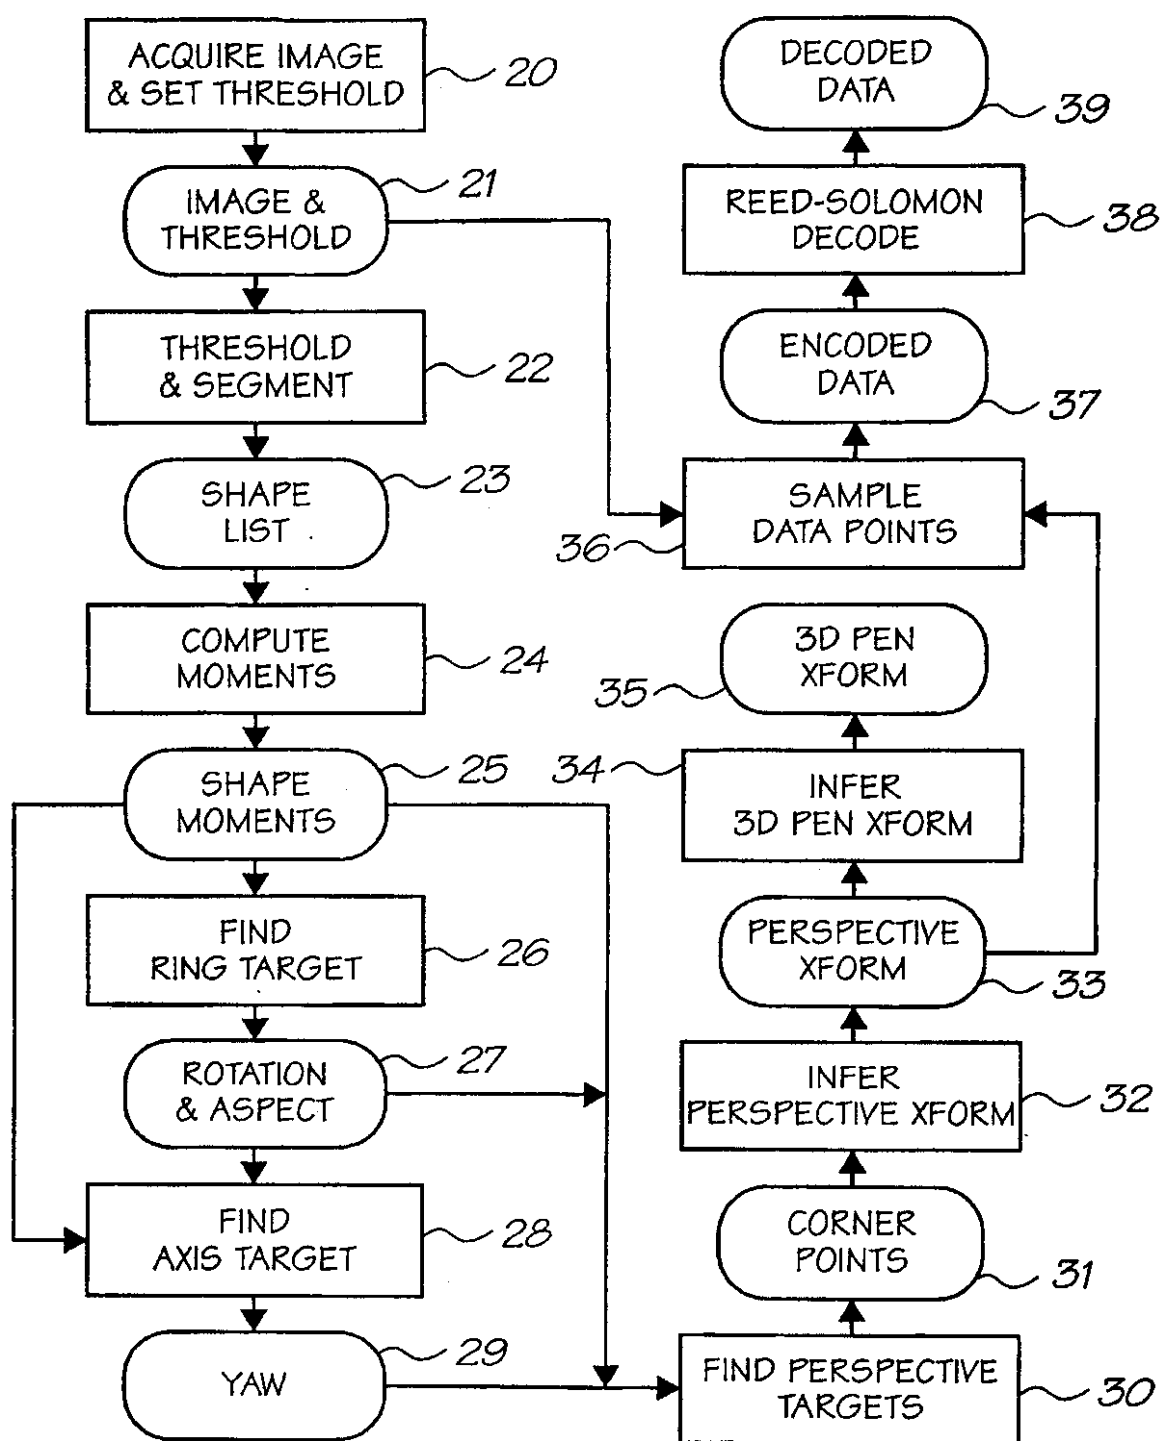 ACQUIRE IMAGE
& SET THRESHOLD
20
IMAGE &
THRESHOLD
21
THRESHOLD
& SEGMENT
22
SHAPE
LIST
23
COMPUTE
MOMENTS
24
SHAPE
MOMENTS
25
FIND
RING TARGET
26
ROTATION
& ASPECT
27
FIND
AXIS TARGET
28
YAW
29
DECODED
DATA
39
REED-SOLOMON
DECODE
38
ENCODED
DATA
37
SAMPLE
DATA POINTS
36
3D PEN
XFORM
35
INFER
3D PEN XFORM
34
PERSPECTIVE
XFORM
33
INFER
PERSPECTIVE XFORM
32
CORNER
POINTS
31
FIND PERSPECTIVE
TARGETS
30